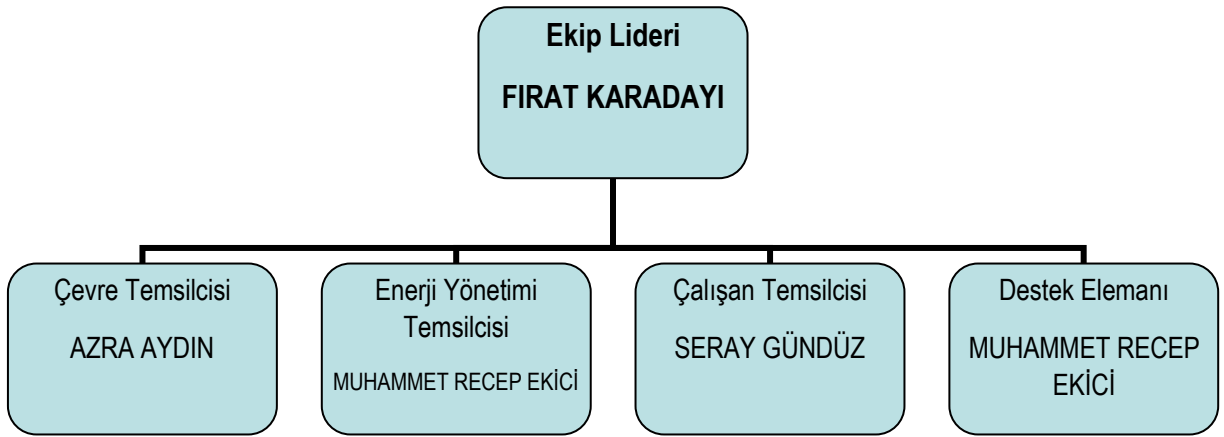 Ekip Lideri
FIRAT KARADAYI
Çevre Temsilcisi
AZRA AYDIN
Enerji Yönetimi
Temsilcisi
MUHAMMET RECEP EKİCİ
Çalışan Temsilcisi
SERAY GÜNDÜZ
Destek Elemanı
MUHAMMET RECEP
EKİCİ